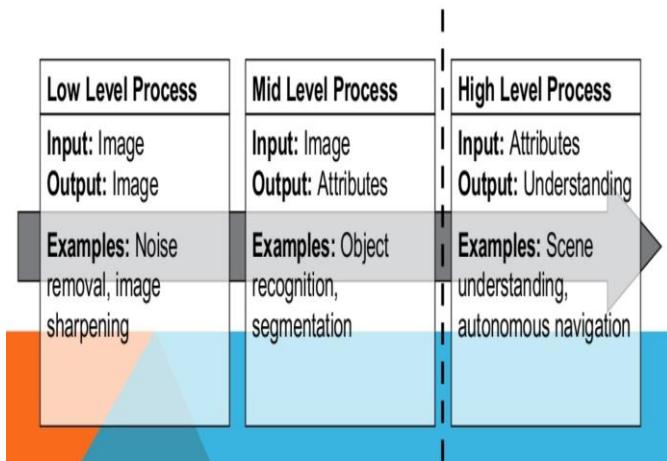 Low Level Process
Input: Image
Output: Image
Examples: Noise
removal, image
sharpening
Mid Level Process
Input: Image
Output: Attributes
Examples: Object
recognition,
segmentation
High Level Process
Input: Attributes
Output: Understanding
Examples: Scene
understanding,
autonomous navigation